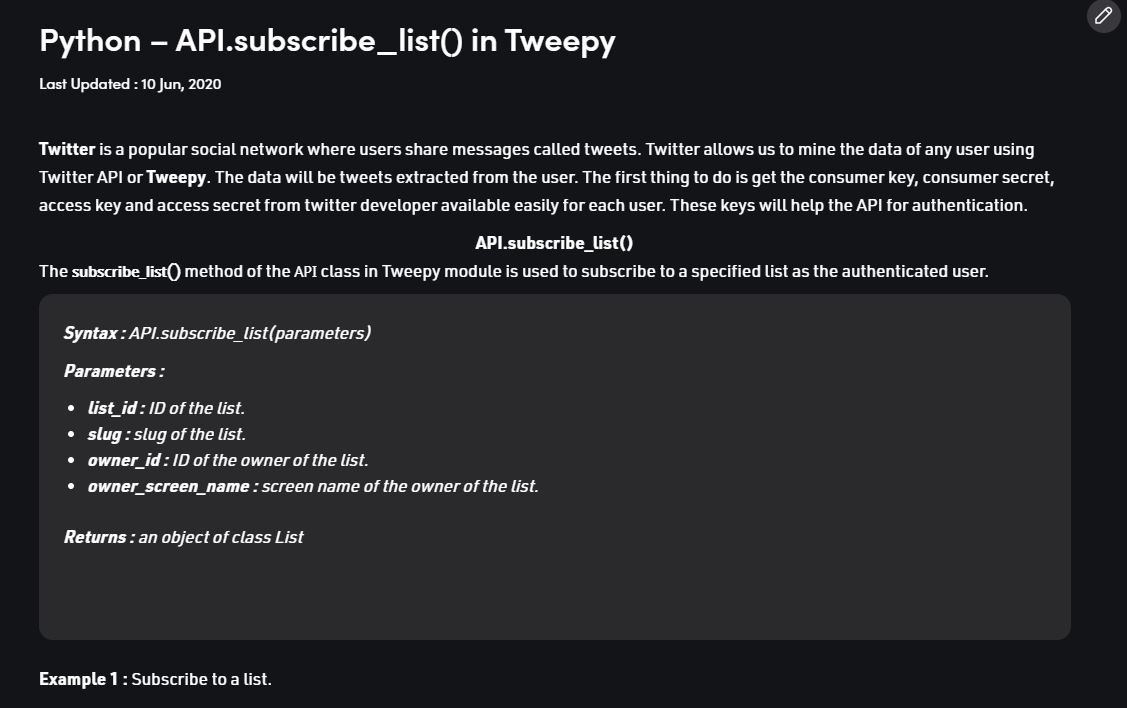 Python – API.subscribe_list() in Tweepy
Last Updated : 10 Jun, 2020
Twitter is a popular social network where users share messages called tweets. Twitter allows us to mine the data of any user using
Twitter API or Tweepy. The data will be tweets extracted from the user. The first thing to do is get the consumer key, consumer secret,
access key and access secret from twitter developer available easily for each user. These keys will help the API for authentication.
API.subscribe_list()
The subscribe_list() method of the API class in Tweepy module is used to subscribe to a specified list as the authenticated user.
Syntax : API.subscribe_list(parameters)
Parameters :
• list_id : ID of the list.
• slug : slug of the list.
• owner_id : ID of the owner of the list.
• owner_screen_name : screen name of the owner of the list.
Returns : an object of class List
Example 1 : Subscribe to a list.